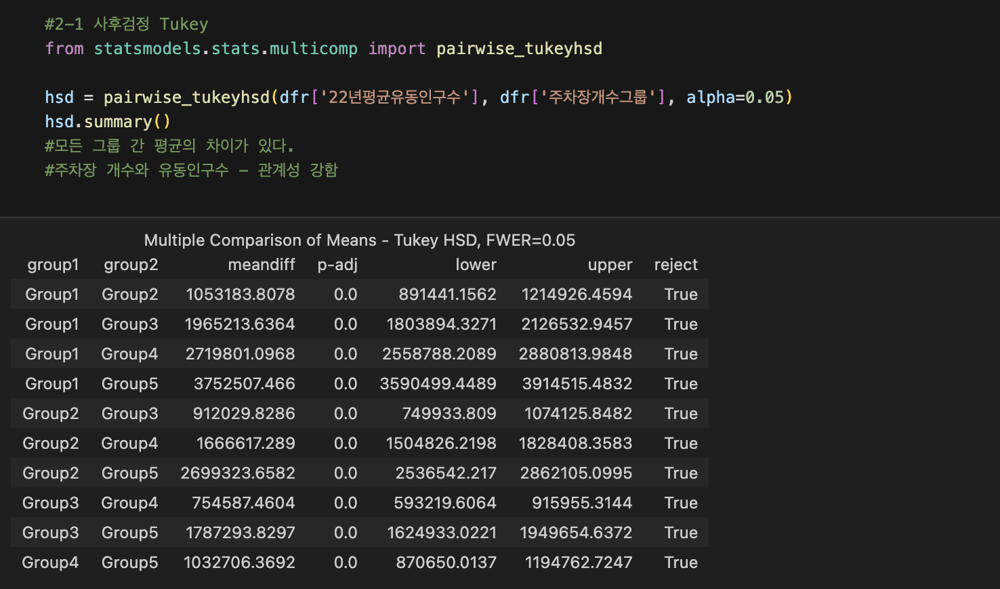 #2-1 사후검정 Tukey
from statsmodels.stats.multicomp import pairwise_tukeyhsd
hsd = pairwise_tukeyhsd(dfr['22년평균유동인구수'], dfr['주차장개수그룹'], alpha=0.05)
hsd.summary()
#모든 그룹 간 평균의 차이가 있다.
#주차장 개수와 유동인구수 - 관계성 강함
Multiple Comparison of Means - Tukey HSD, FWER=0.05
group1 group2 meandiff p-adj lower upper reject
Group1 Group2 1053183.8078 0.0 891441.1562 1214926.4594 True
Group1 Group3 1965213.6364 0.0 1803894.3271 2126532.9457 True
Group1 Group4 2719801.0968 0.0 2558788.2089 2880813.9848 True
Group1 Group5 3752507.466 0.0 3590499.4489 3914515.4832 True
Group2 Group3 912029.8286 0.0 749933.809 1074125.8482 True
Group2 Group4 1666617.289 0.0 1504826.2198 1828408.3583 True
Group2 Group5 2699323.6582 0.0 2536542.217 2862105.0995 True
Group3 Group4 754587.4604 0.0 593219.6064 915955.3144 True
Group3 Group5 1787293.8297 0.0 1624933.0221 1949654.6372 True
Group4 Group5 1032706.3692 0.0 870650.0137 1194762.7247 True